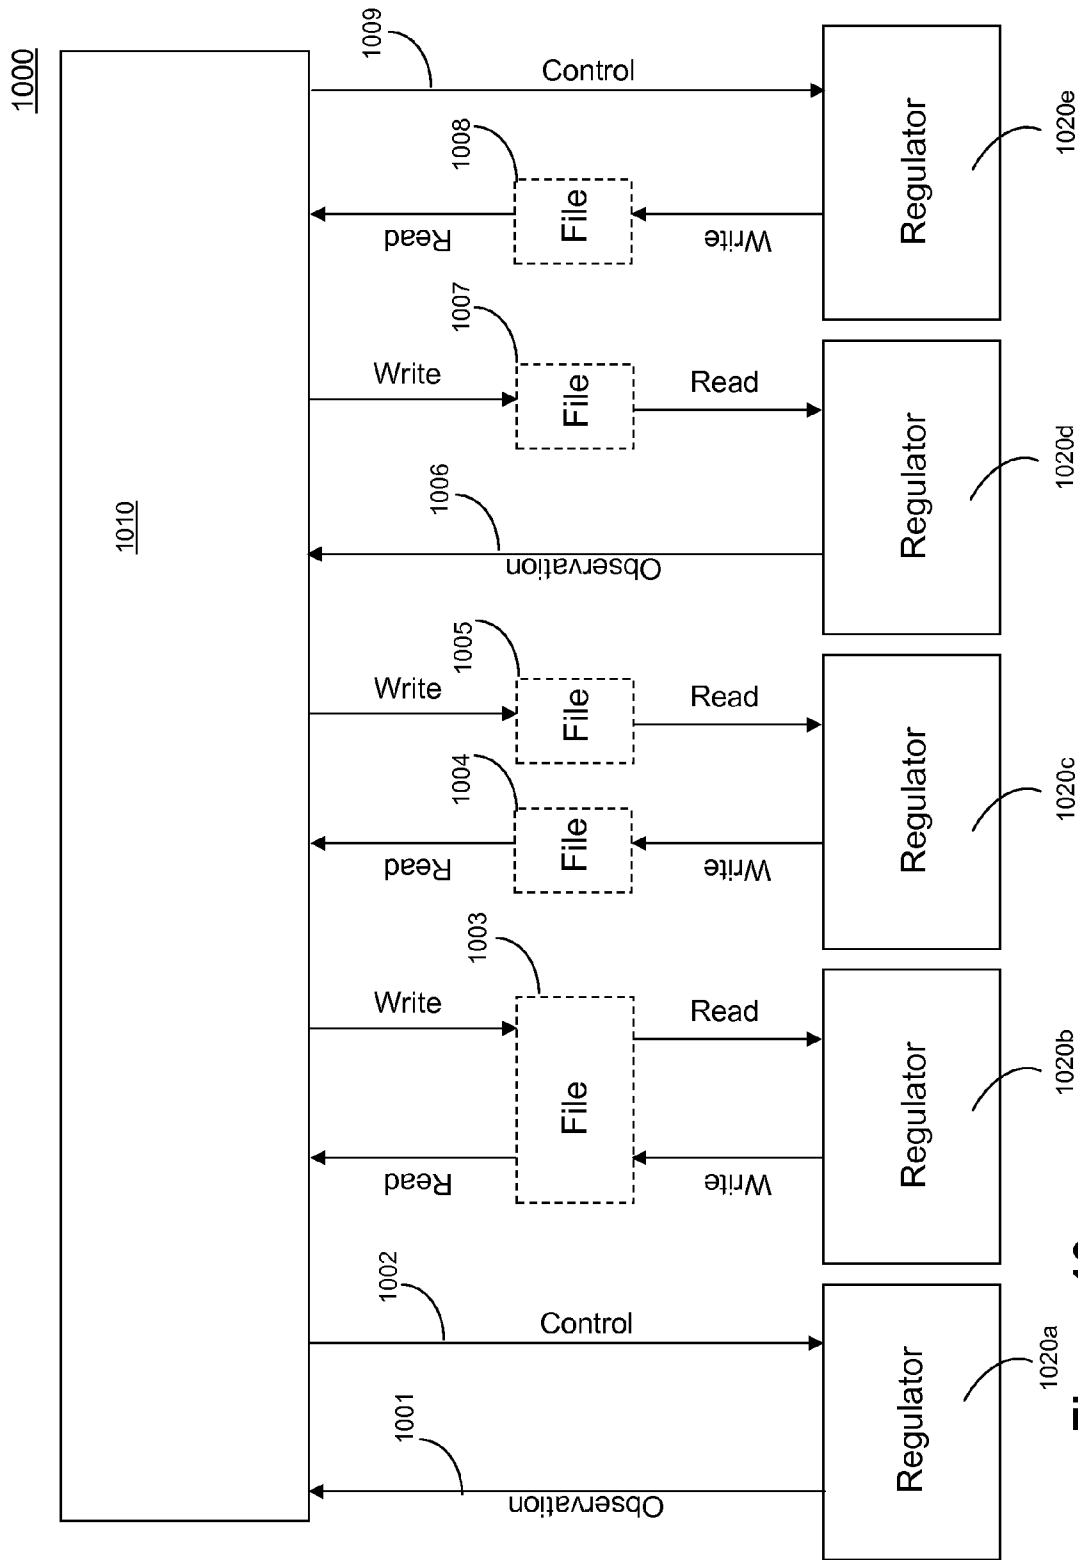 1000
1010
1001
Observation
1002
Control
Read
Write
1003
File
Write
Read
Read
Write
1004
1005
File
File
Write
Read
1006
Observation
Write
1007
File
Read
Read
1008
File
Write
1009
Control
Regulator
Regulator
Regulator
Regulator
Regulator
1020a
1020b
1020c
1020d
1020e